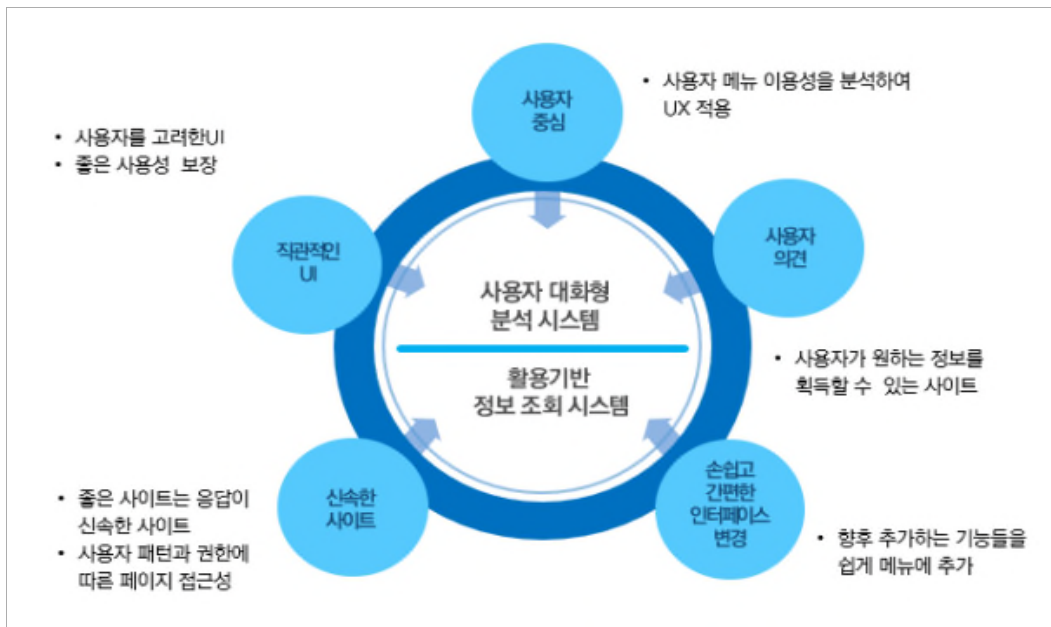 사용자
중심
• 사용자 메뉴 이용성을 분석하여
UX 적용
• 사용자를 고려한UI
• 좋은 사용성 보장
직관적인
UI
사용자
의견
사용자 대화형
분석 시스템
활용기반
정보 조회 시스템
• 사용자가 원하는 정보를
획득할 수 있는 사이트
신속한
사이트
• 좋은 사이트는 응답이
신속한 사이트
• 사용자 패턴과 권한에
따른 페이지 접근성
손쉽고
간편한
인터페이스
변경
• 향후 추가하는 기능들을
쉽게 메뉴에 추가